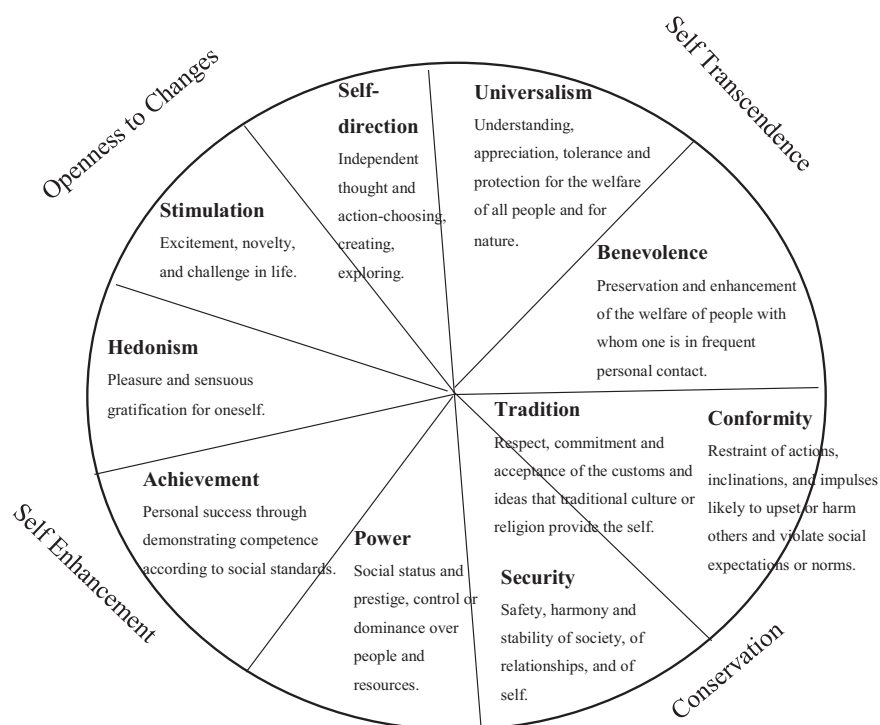 Openness to Changes
Self Transcendence
Self-
direction
Independent
thought and
action-choosing,
creating,
exploring.
Universalism
Understanding,
appreciation, tolerance and
protection for the welfare
of all people and for
nature.
Stimulation
Excitement, novelty,
and challenge in life.
Benevolence
Preservation and enhancement
of the welfare of people with
whom one is in frequent
personal contact.
Hedonism
Pleasure and sensuous
gratification for oneself.
Tradition
Respect, commitment and
acceptance of the customs and
ideas that traditional culture or
religion provide the self.
Conformity
Restraint of actions,
inclinations, and impulses
likely to upset or harm
others and violate social
expectations or norms.
Achievement
Personal success through
demonstrating competence
according to social standards.
Power
Social status and
prestige, control or
dominance over
people and
resources.
Security
Safety, harmony and
stability of society, of
relationships, and of
self.
Self Enhancement
Conservation